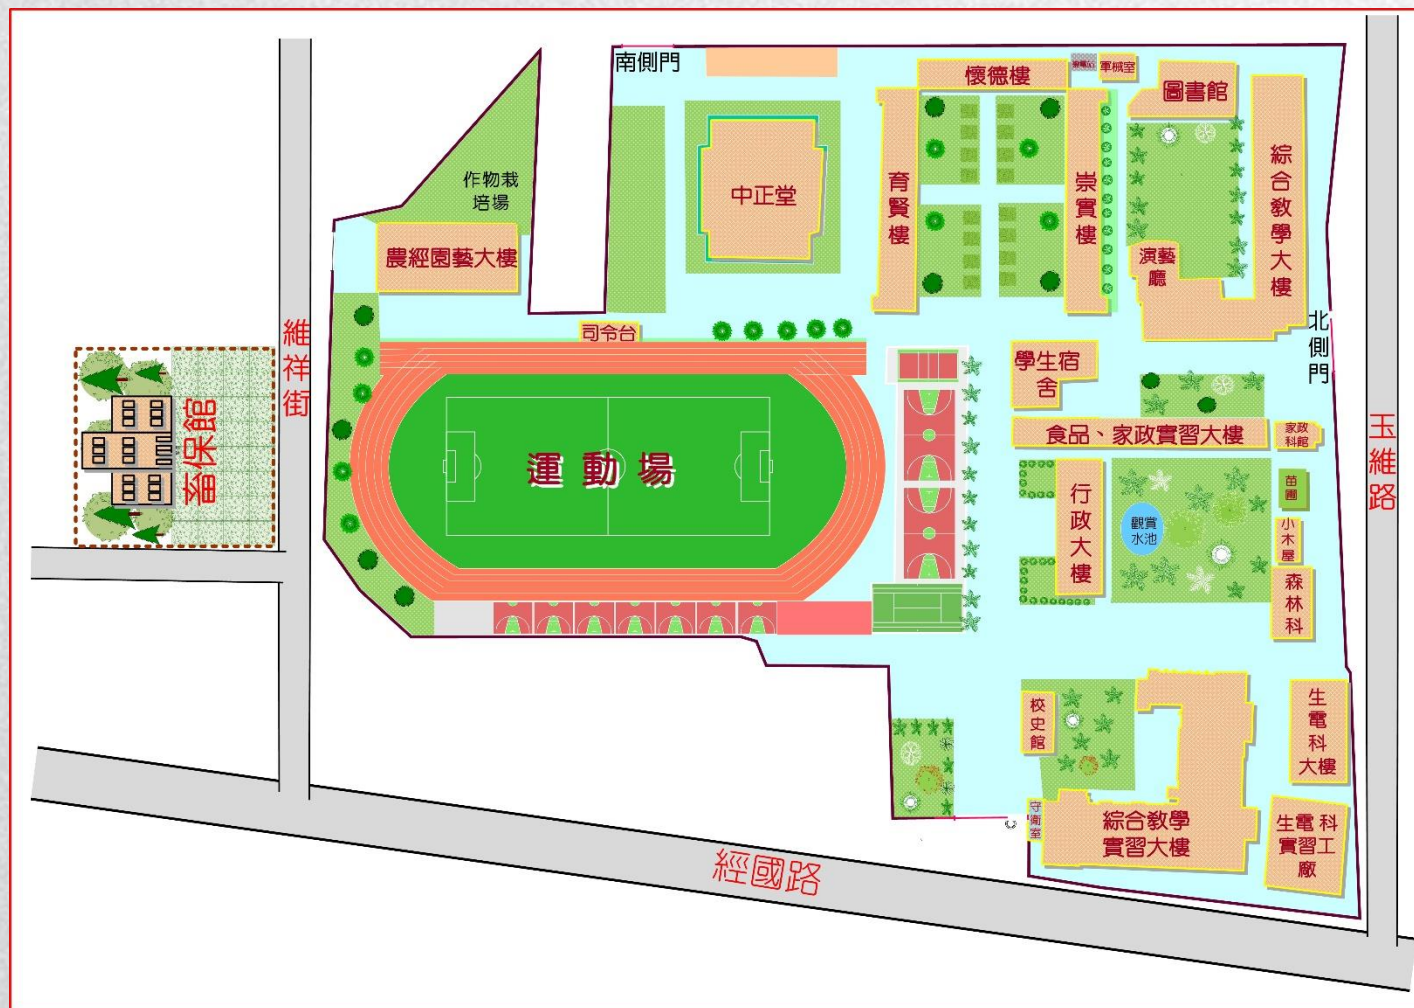 南側門
懷德樓
軍械室
圖書館
綜合教學大樓
作物栽
培場
中正堂
育賢樓
崇實樓
演藝
廳
農經園藝大樓
司令台
北側門
維祥街
學生宿
舍
畜保館
運動場
食品、家政實習大樓
家政
科館
玉維路
行政大樓
觀賞
水池
苗圃
小木屋
森林科
校史館
生電科
大樓
守衛室
綜合教學
實習大樓
生電科
實習工
廠
經國路